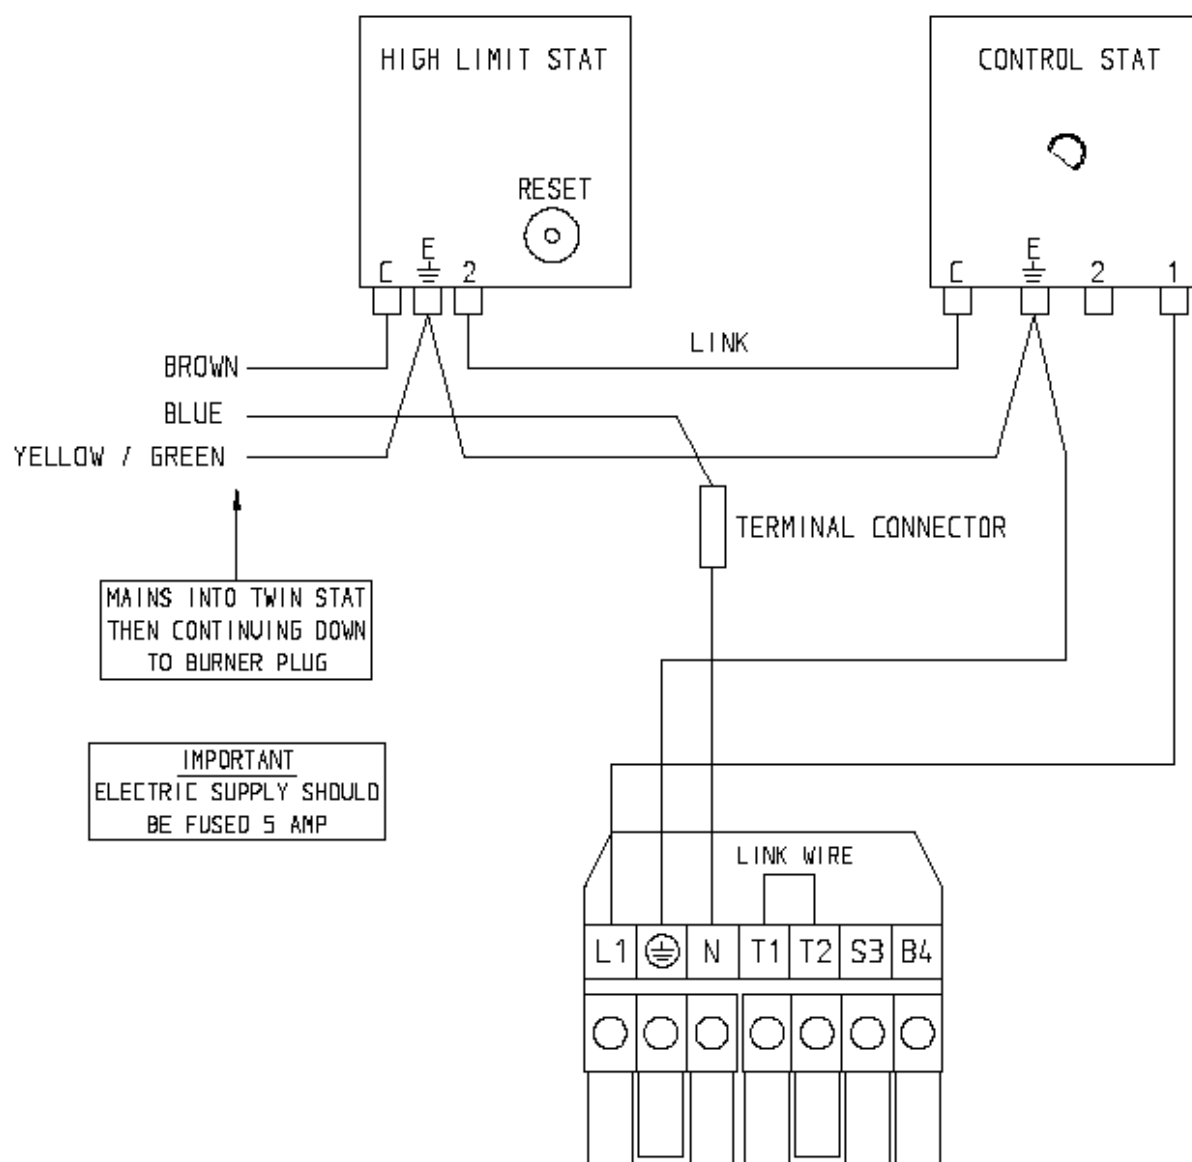 HIGH LIMIT STAT
CONTROL STAT
RESET
C E 2
C E 2 1
LINK
BROWN
BLUE
YELLOW / GREEN
TERMINAL CONNECTOR
MAINS INTO TWIN STAT
THEN CONTINUING DOWN
TO BURNER PLUG
IMPORTANT
ELECTRIC SUPPLY SHOULD
BE FUSED 5 AMP
LINK WIRE
L1 N T1 T2 S3 B4